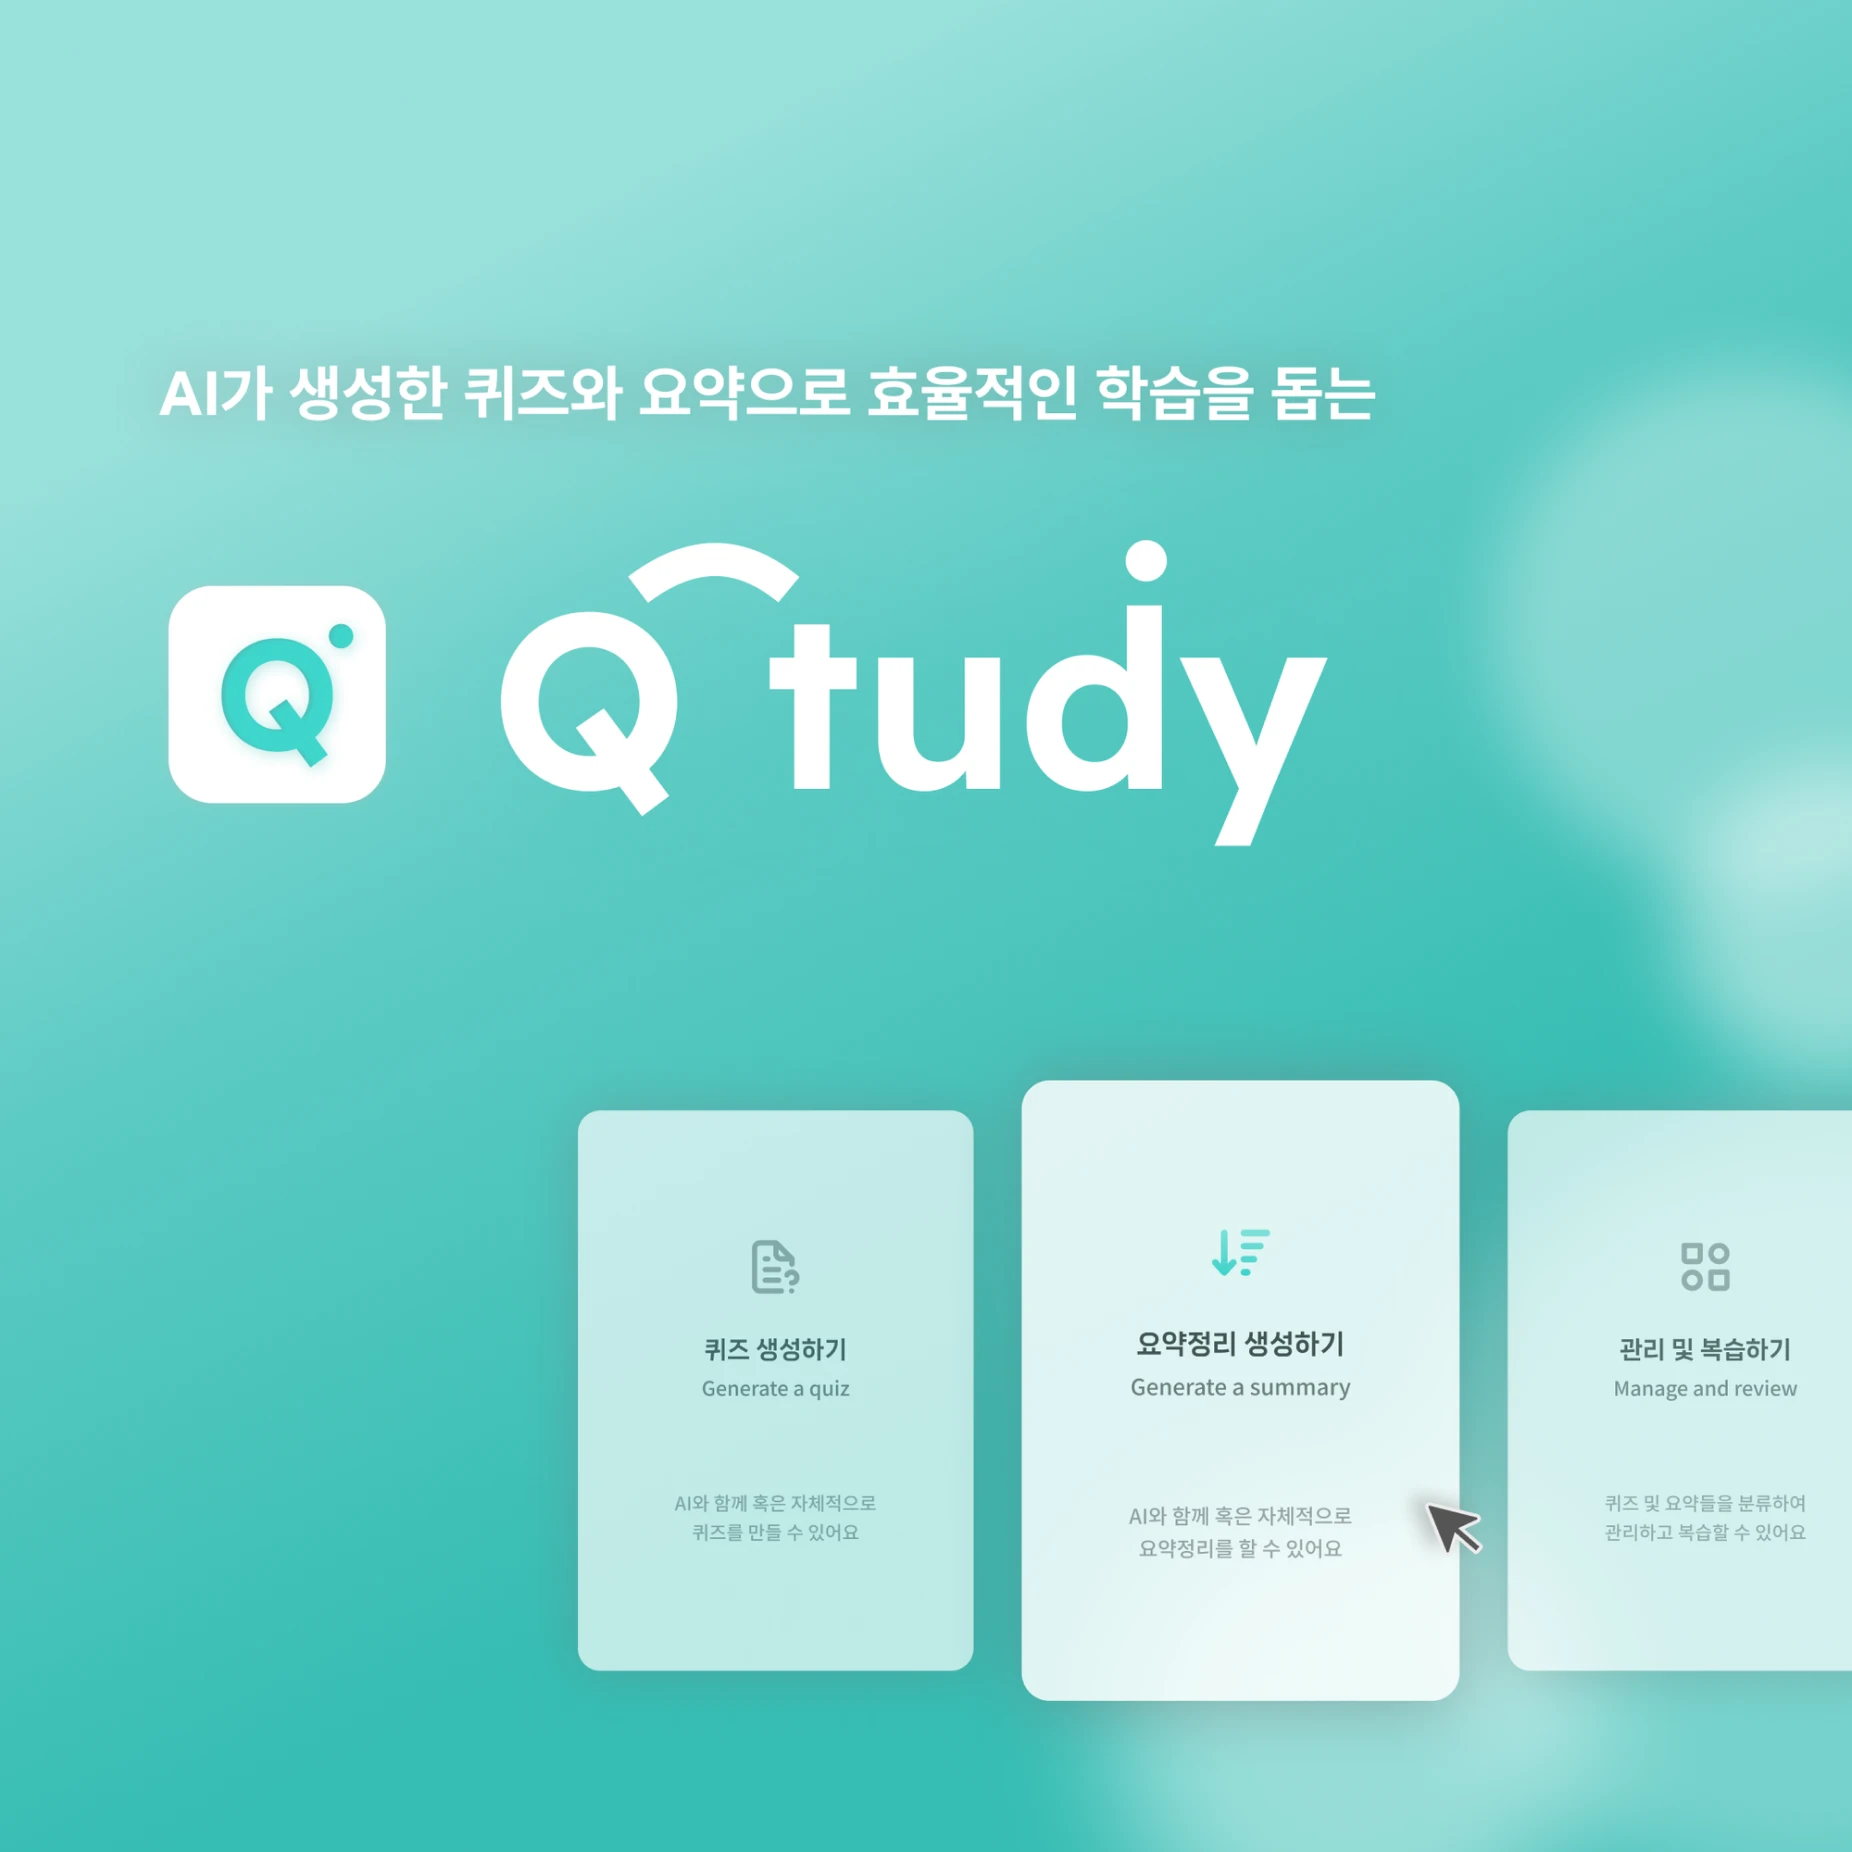 AI가 생성한 퀴즈와 요약으로 효율적인 학습을 돕는
Q
Q tudy
퀴즈 생성하기
Generate a quiz
AI와 함께 혹은 자체적으로
퀴즈를 만들 수 있어요
요약정리 생성하기
Generate a summary
AI와 함께 혹은 자체적으로
요약정리를 할 수 있어요
관리 및 복습하기
Manage and review
퀴즈 및 요약들을 분류하여
관리하고 복습할 수 있어요